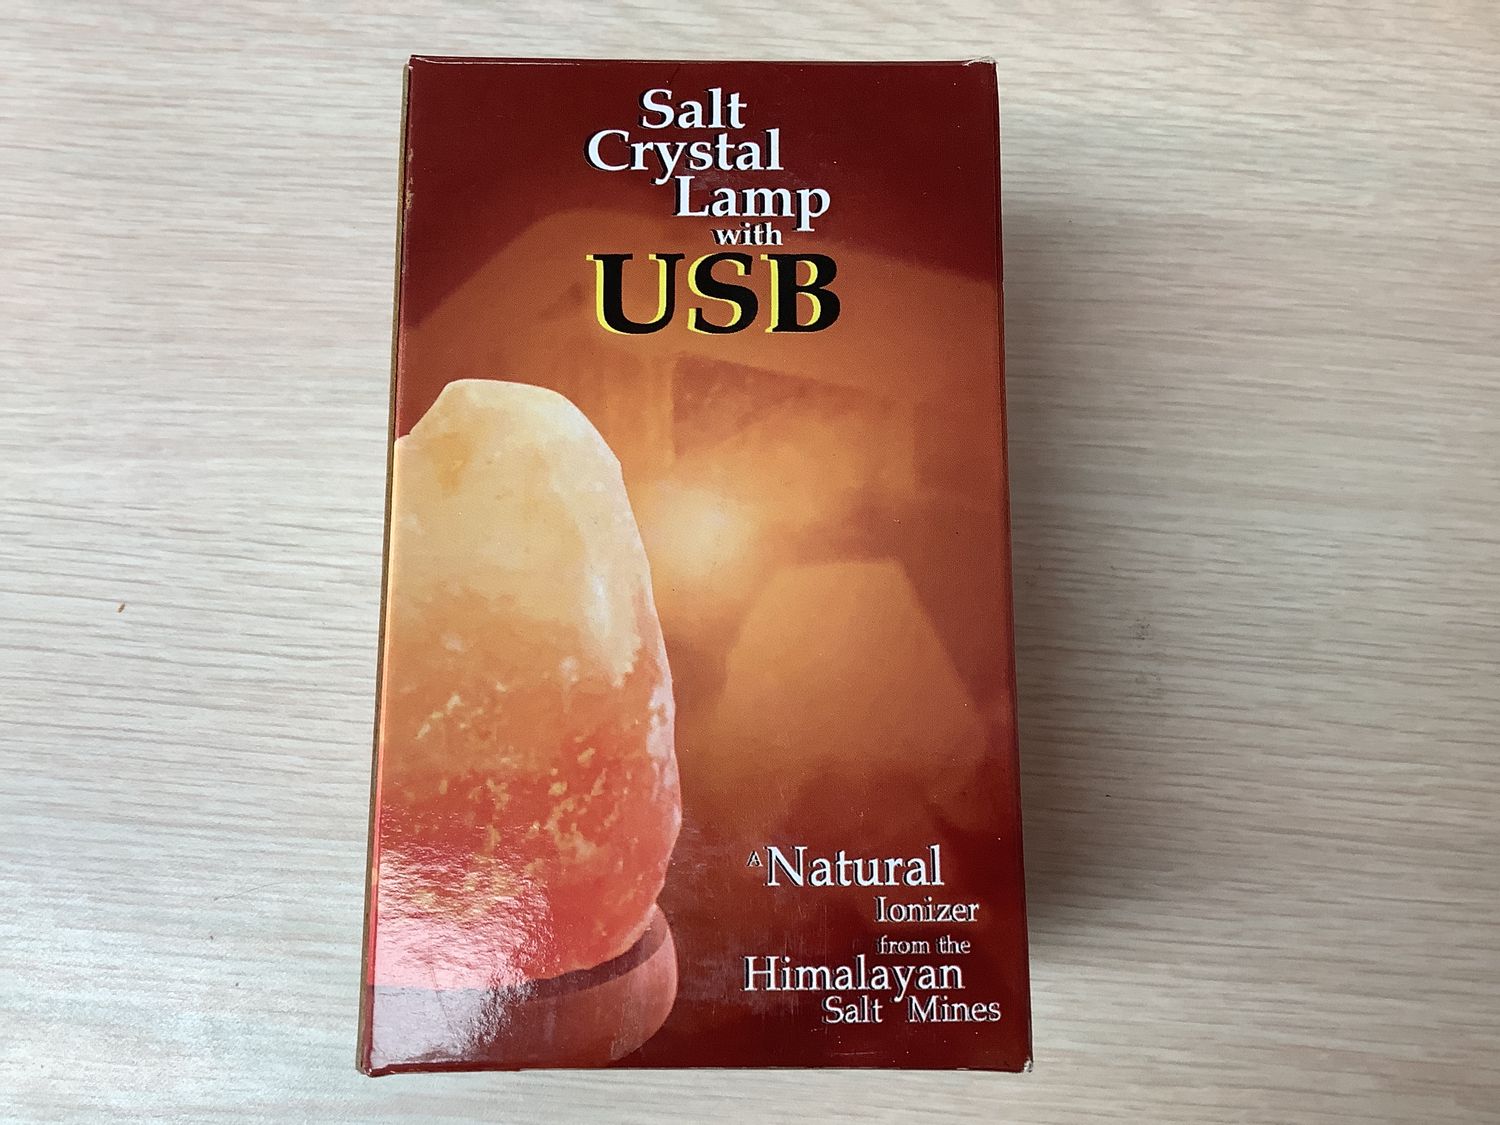 Salt
Crystal
Lamp
with
USB
A Natural
Ionizer
from the
Himalayan
Salt Mines